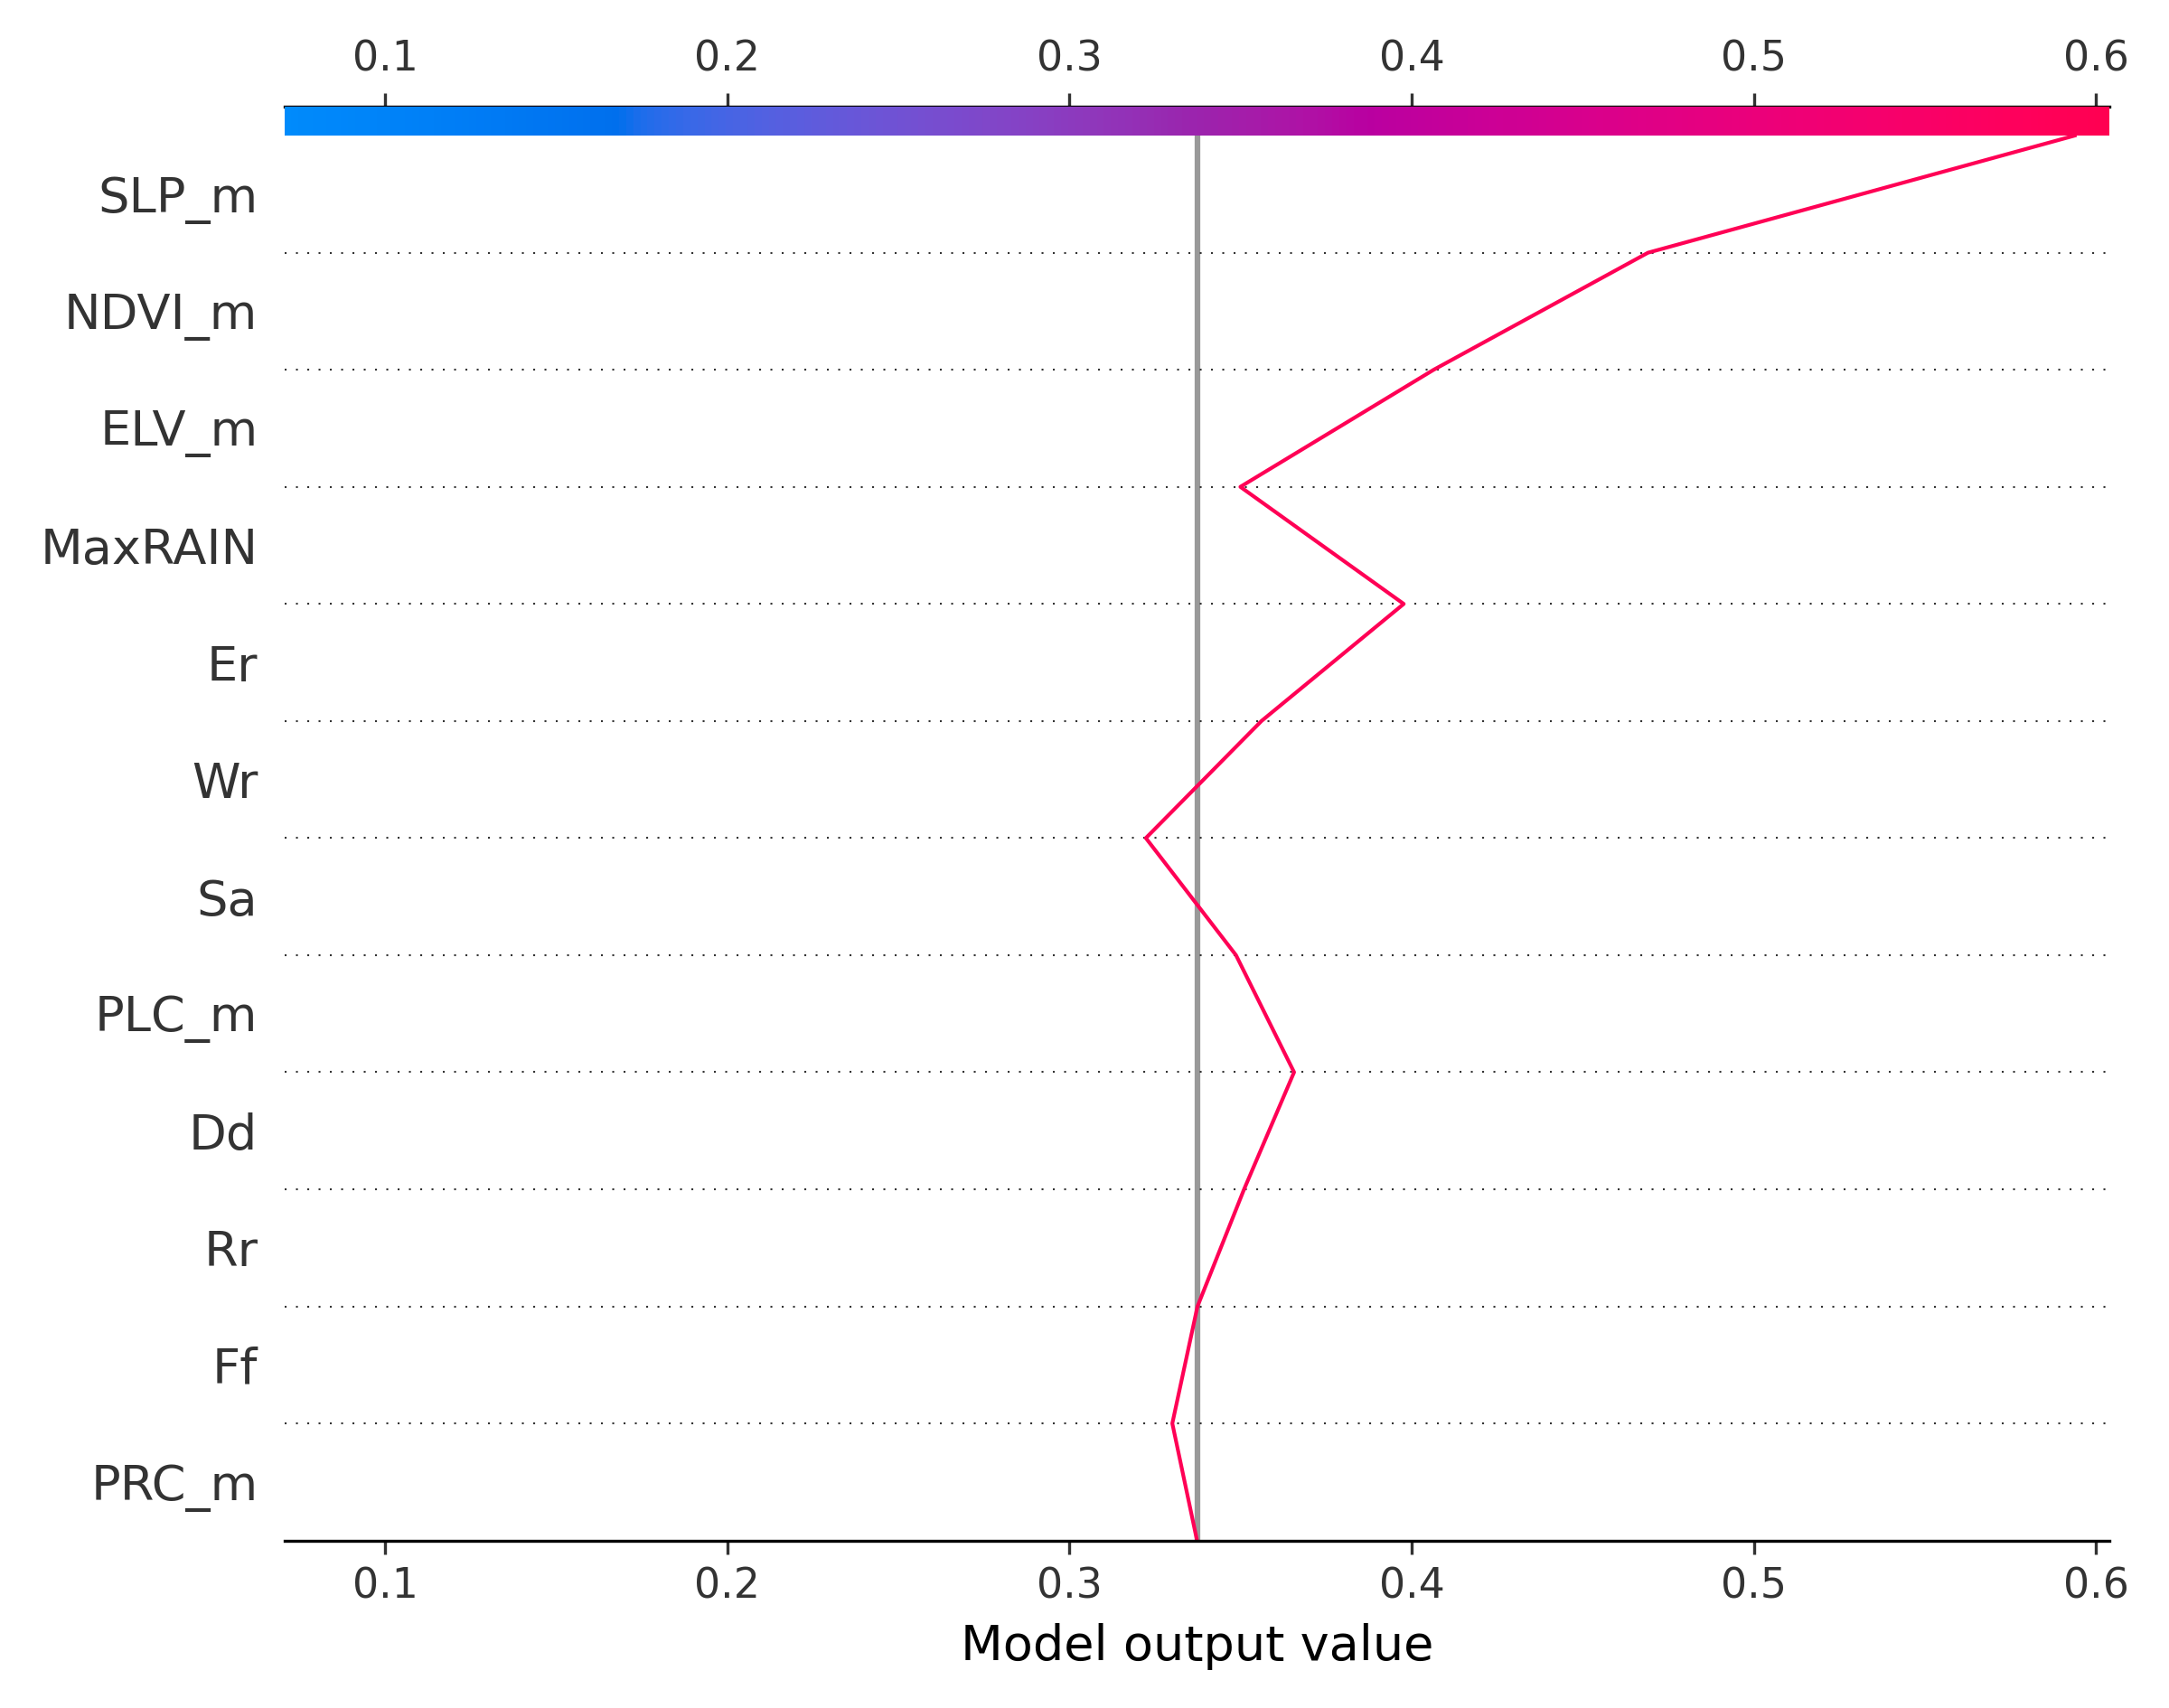 0.1 0.2 0.3 0.4 0.5 0.6
SLP_m
NDVI_m
ELV_m
MaxRAIN
Er
Wr
Sa
PLC_m
Dd
Rr
Ff
PRC_m
0.1 0.2 0.3 0.4 0.5 0.6
Model output value